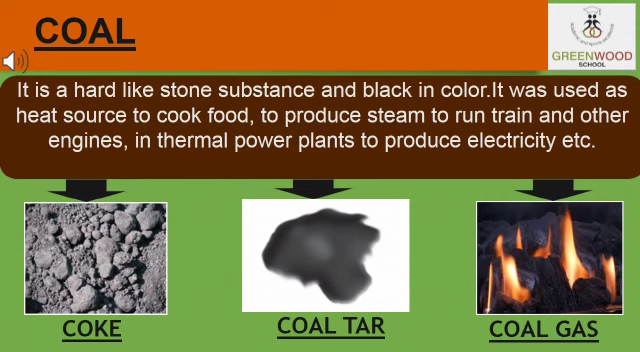 COAL
GREENWOOD
SCHOOL
It is a hard like stone substance and black in color.It was used as
heat source to cook food, to produce steam to run train and other
engines, in thermal power plants to produce electricity etc.
COKE
COAL TAR
COAL GAS